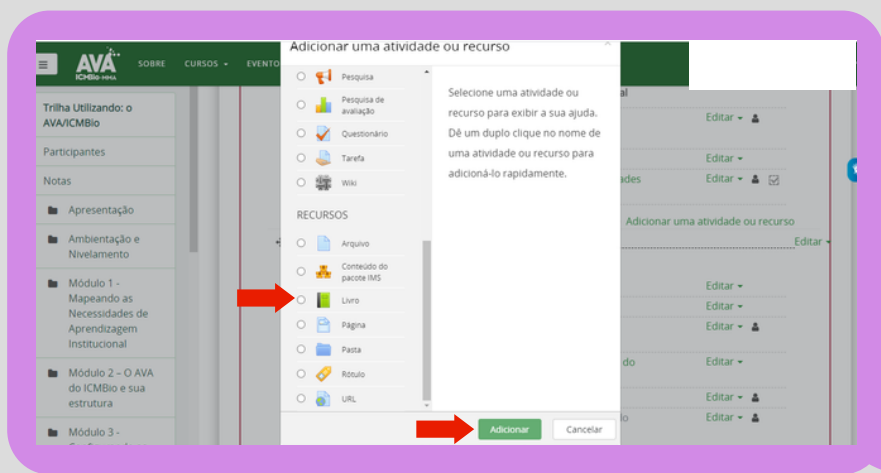 AVA
ICMBio-MMA
SOBRE
CURSOS
EVENTO
Trilha Utilizando: o
AVA/ICMBio
Participantes
Notas
Apresentação
Ambientação e
Nivelamento
Módulo 1 -
Mapeando as
Necessidades de
Aprendizagem
Institucional
Módulo 2 – O AVA
do ICMBio e sua
estrutura
Módulo 3 -
Adicionar uma atividade ou recurso
Pesquisa
Pesquisa de
avaliação
Questionário
Tarefa
Wiki
RECURSOS
Arquivo
Conteúdo do
pacote IMS
Livro
Página
Pasta
Rótulo
URL
Selecione uma atividade ou
recurso para exibir a sua ajuda.
Dê um duplo clique no nome de
uma atividade ou recurso para
adicioná-lo rapidamente.
Adicionar
Cancelar
al
Editar
Editar
ades
Editar
Adicionar uma atividade ou recurso
Editar
Editar
Editar
Editar
do
Editar
Editar
lo
Editar